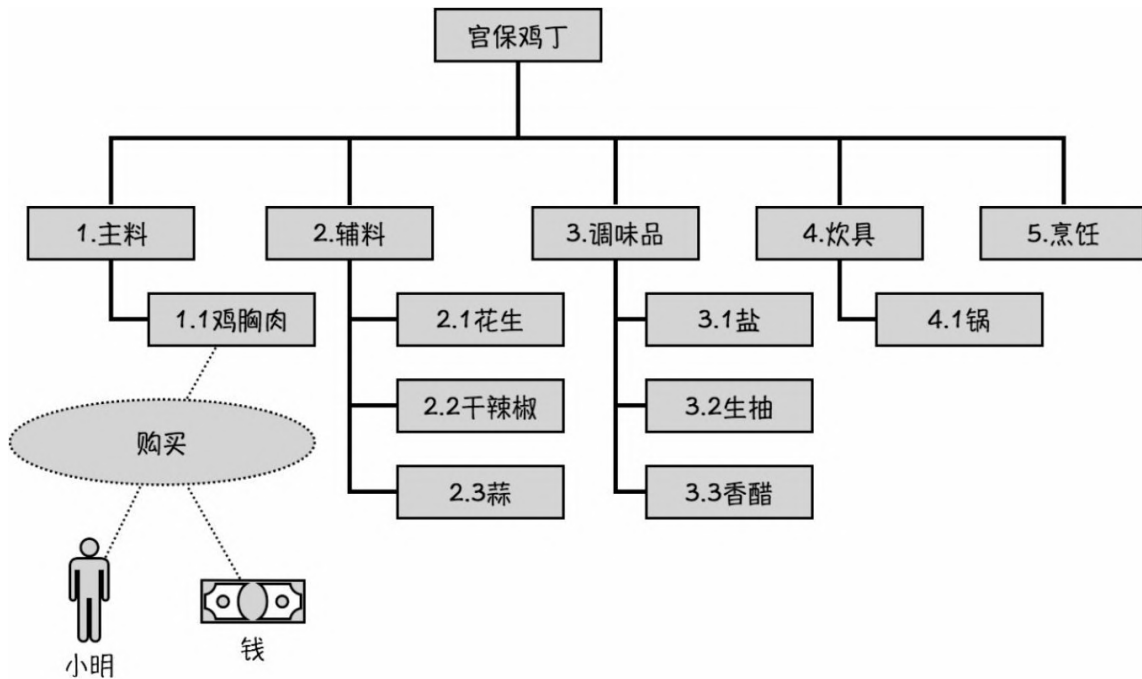 宫保鸡丁
1.主料
2.辅料
3.调味品
4.炊具
5.烹饪
1.1鸡胸肉
2.1花生
3.1盐
4.1锅
2.2干辣椒
3.2生抽
购买
2.3蒜
3.3香醋
小明
钱